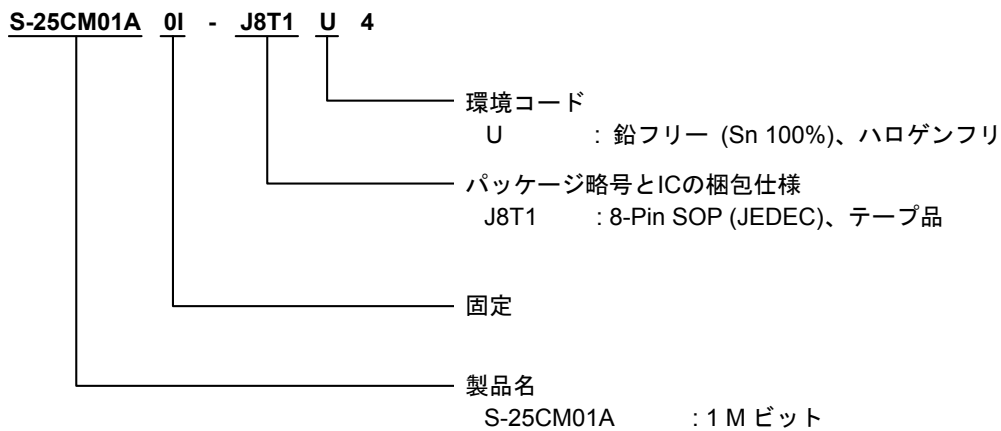 S-25CM01A 0I - J8T1 U 4
環境コード
U : 鉛フリー (Sn 100%)、ハロゲンフリ
パッケージ略号とICの梱包仕様
J8T1 : 8-Pin SOP (JEDEC)、テープ品
固定
製品名
S-25CM01A : 1 M ビット